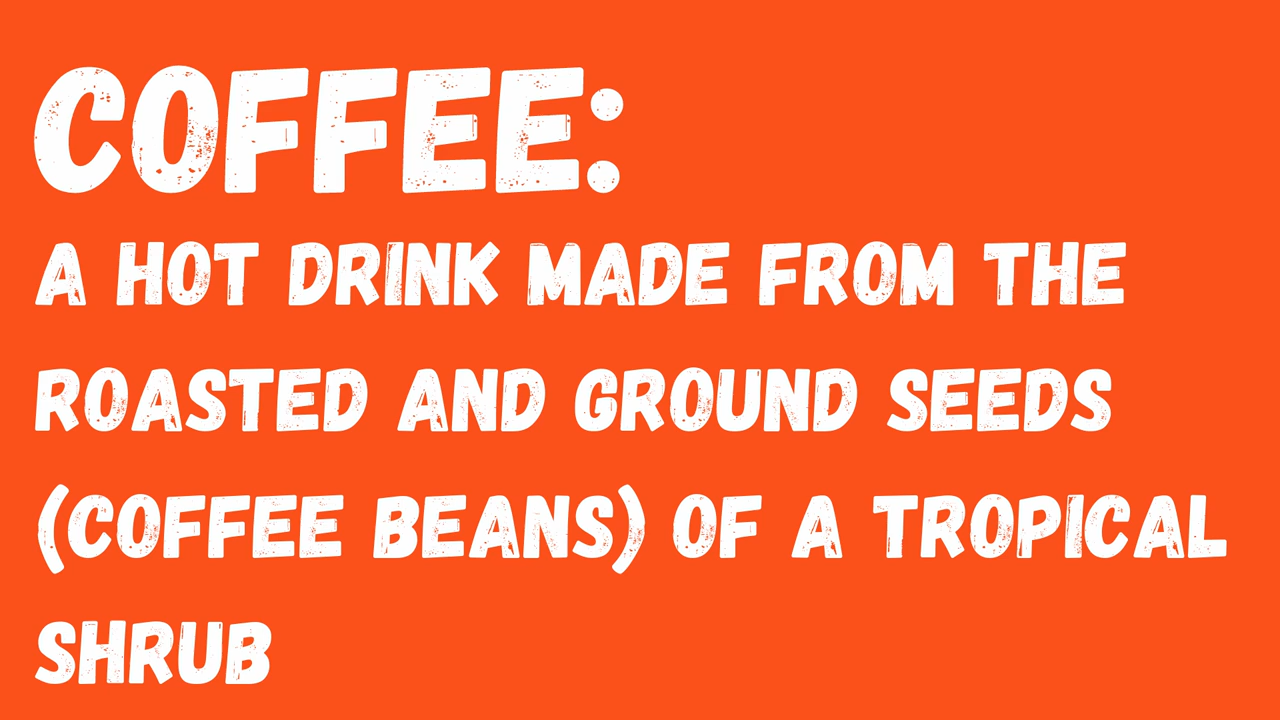 COFFEE:
A HOT DRINK MADE FROM THE
ROASTED AND GROUND SEEDS
(COFFEE BEANS) OF A TROPICAL
SHRUB